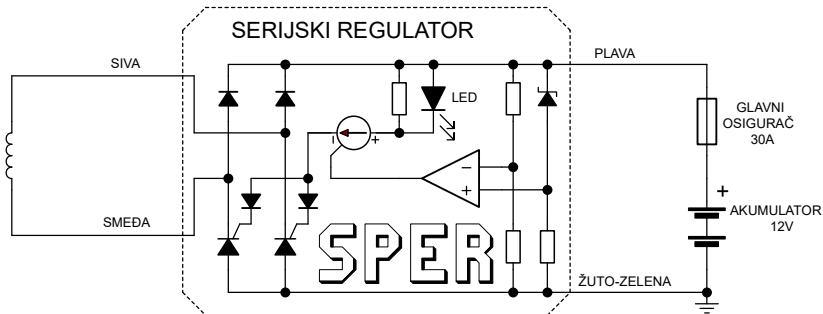 SERIJSKI REGULATOR
SIVA
PLAVA
LED
GLAVNI
OSIGURAČ
30A
- +
−
+
+
AKUMULATOR
12V
SMEĐA
SPER
ŽUTO-ZELENA